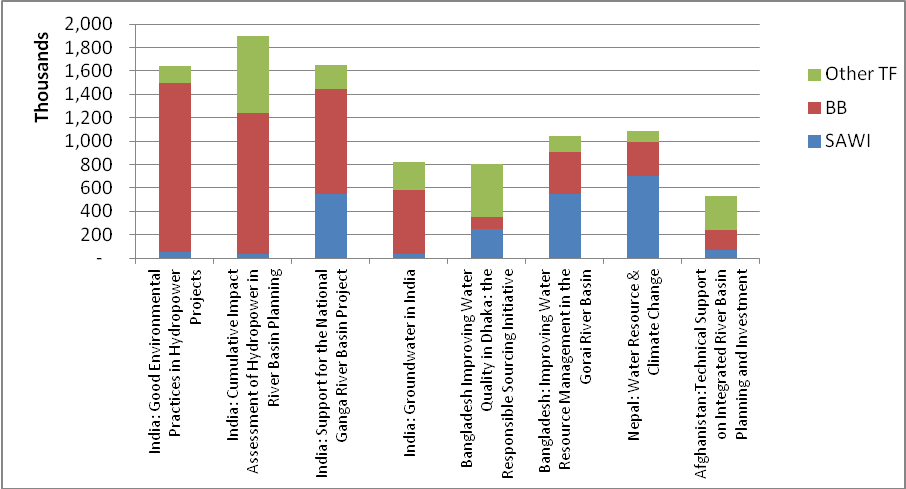 Thousands
2,000
1,800
1,600
1,400
1,200
1,000
800
600
400
200
-
Other TF
BB
SAWI
India: Good Environmental
Practices in Hydropower
Projects
India: Cumulative Impact
Assessment of Hydropower in
River Basin Planning
India: Support for the National
Ganga River Basin Project
India: Groundwater in India
Bangladesh Improving Water
Quality in Dhaka: the
Responsible Sourcing Initiative
Bangladesh: Improving Water
Resource Management in the
Gorai River Basin
Nepal: Water Resource &
Climate Change
Afghanistan:Technical Support
on Integrated River Basin
Planning and Investment